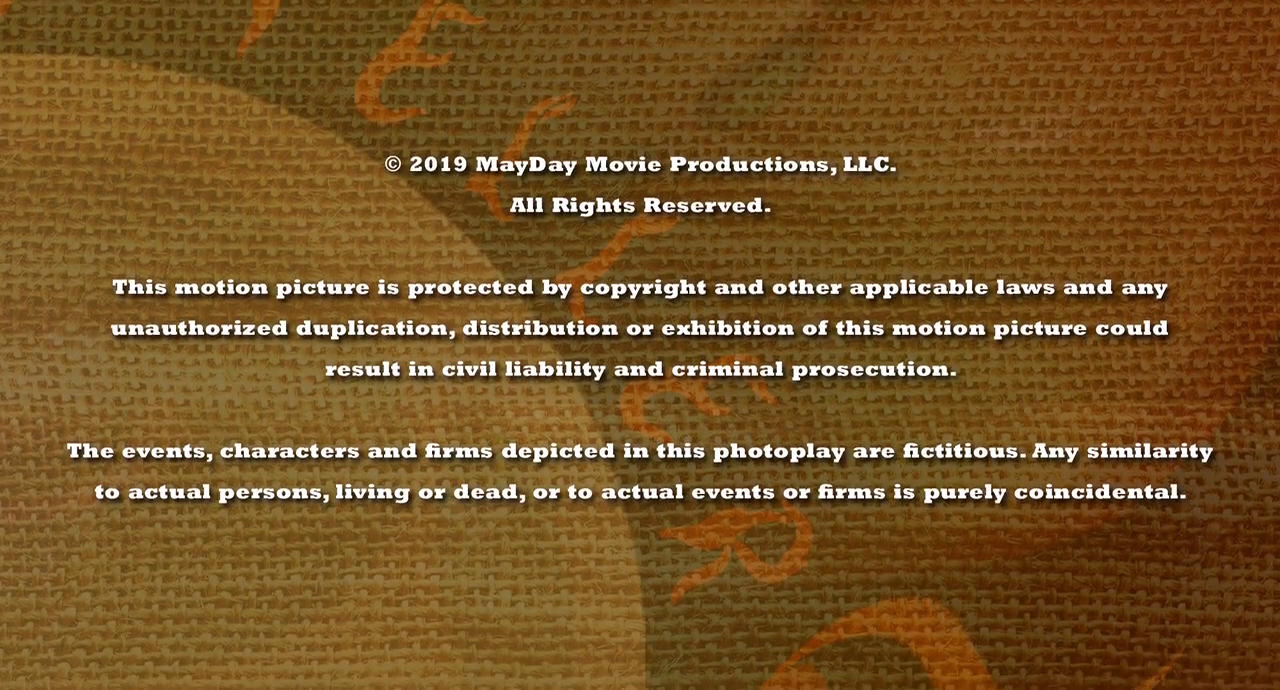 © 2019 MayDay Movie Productions, LLC.
All Rights Reserved.
This motion picture is protected by copyright and other applicable laws and any
unauthorized duplication, distribution or exhibition of this motion picture could
result in civil liability and criminal prosecution.
The events, characters and firms depicted in this photoplay are fictitious. Any similarity
to actual persons, living or dead, or to actual events or firms is purely coincidental.